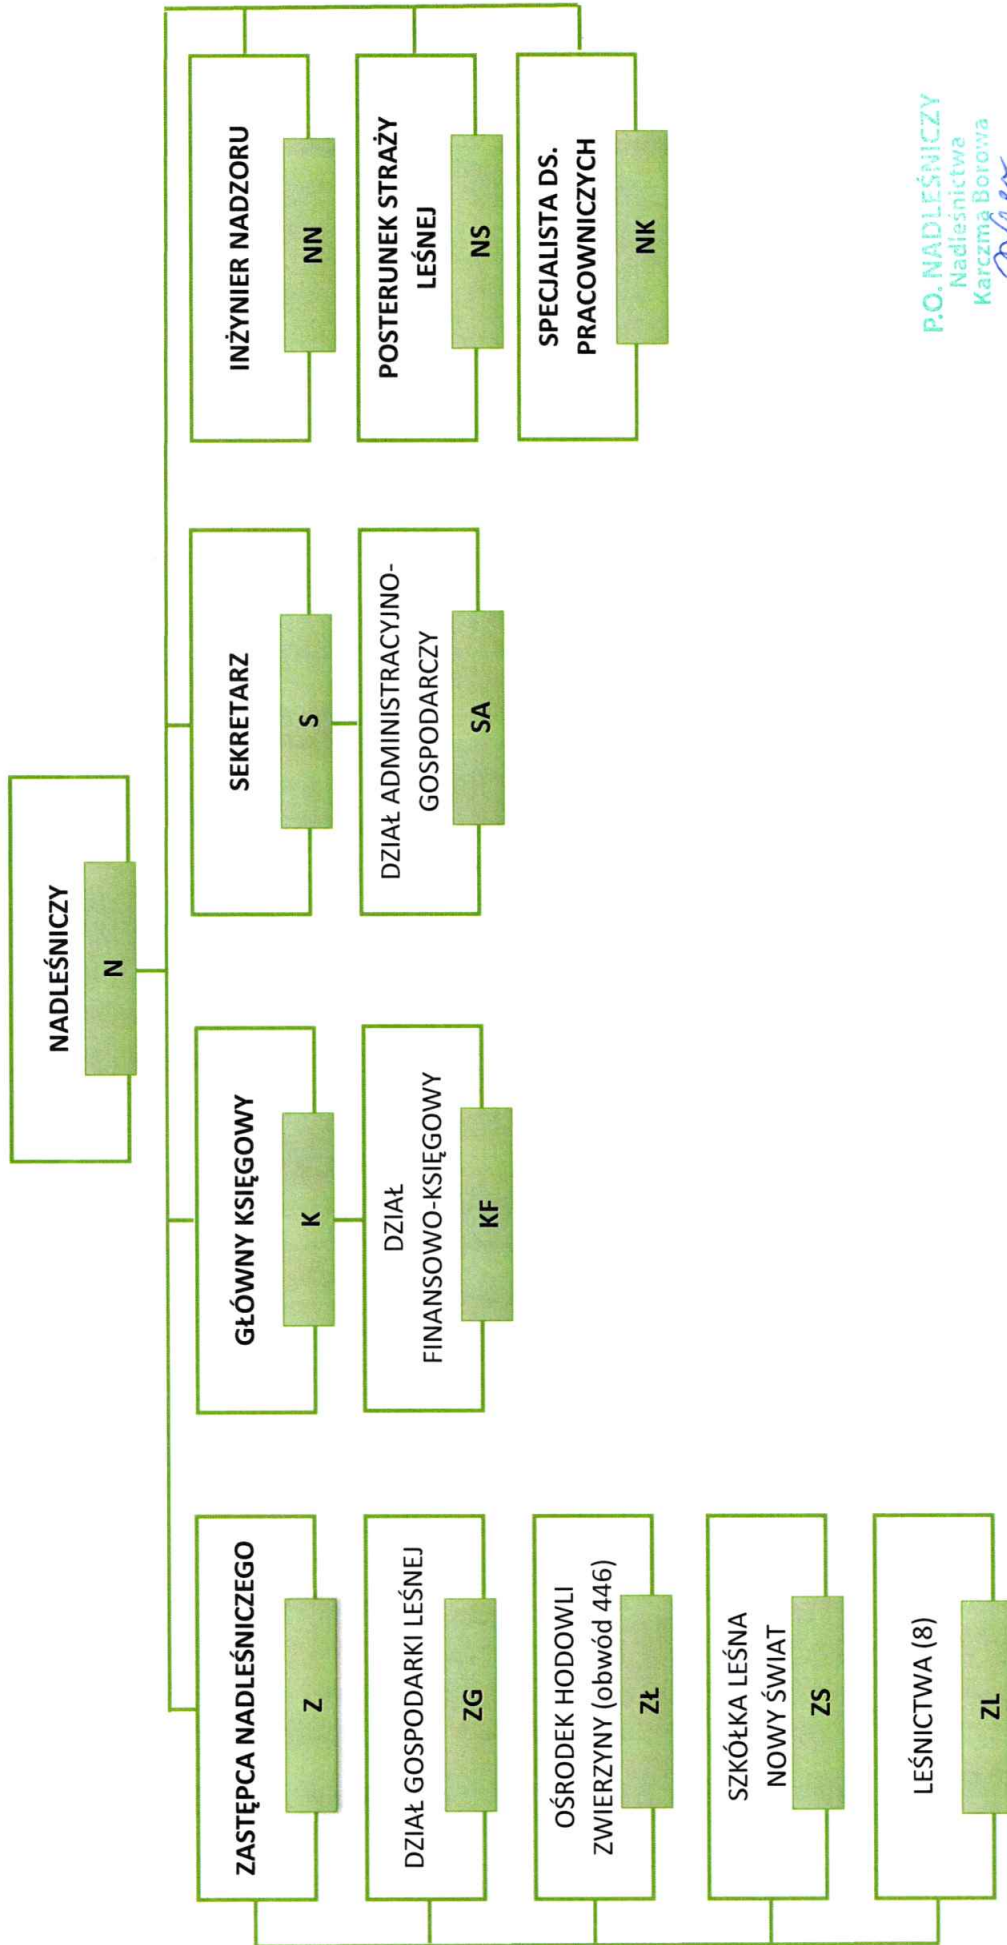 NADLEŚNICZY
N
ZASTĘPCA NADLEŚNICZEGO
Z
DZIAŁ GOSPODARKI LEŚNEJ
ZG
OŚRODEK HODOWLI
ZWIERZYNY (obwód 446)
ZŁ
SZKÓŁKA LEŚNA
NOWY ŚWIAT
ZS
LEŚNICTWA (8)
ZL
GŁÓWNY KSIĘGOWY
K
DZIAŁ
FINANSOWO-KSIĘGOWY
KF
SEKRETARZ
S
DZIAŁ ADMINISTRACYJNO-
GOSPODARCZY
SA
INŻYNIER NADZORU
NN
POSTERUNEK STRAŻY
LEŚNEJ
NS
SPECJALISTA DS.
PRACOWNICZYCH
NK
P.O. NADLEŚNICZY
Nadleśnictwa
Karczma Borowa